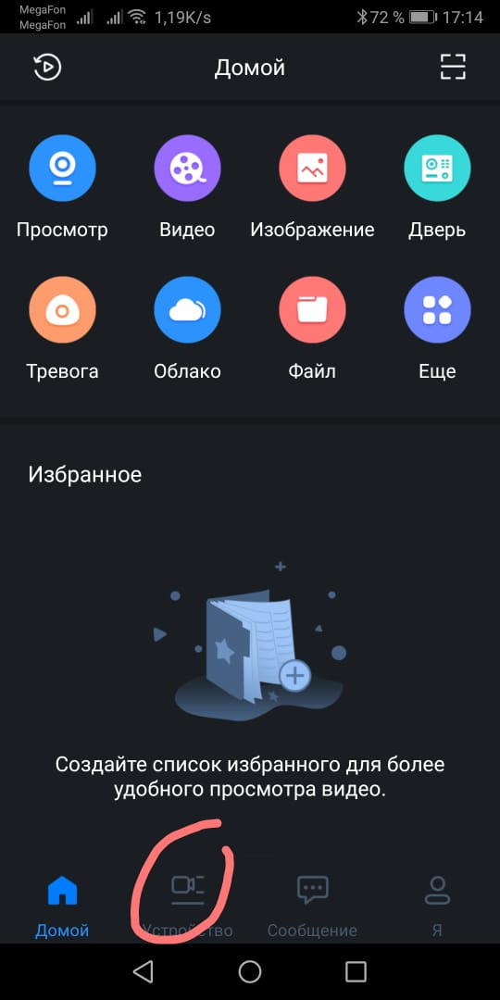 MegaFon
MegaFon
1,19K/s
72 %
17:14
Домой
Просмотр Видео Изображение Дверь
Тревога Облако Файл Еще
Избранное
Создайте список избранного для более
удобного просмотра видео.
Домой Устройство Сообщение Я